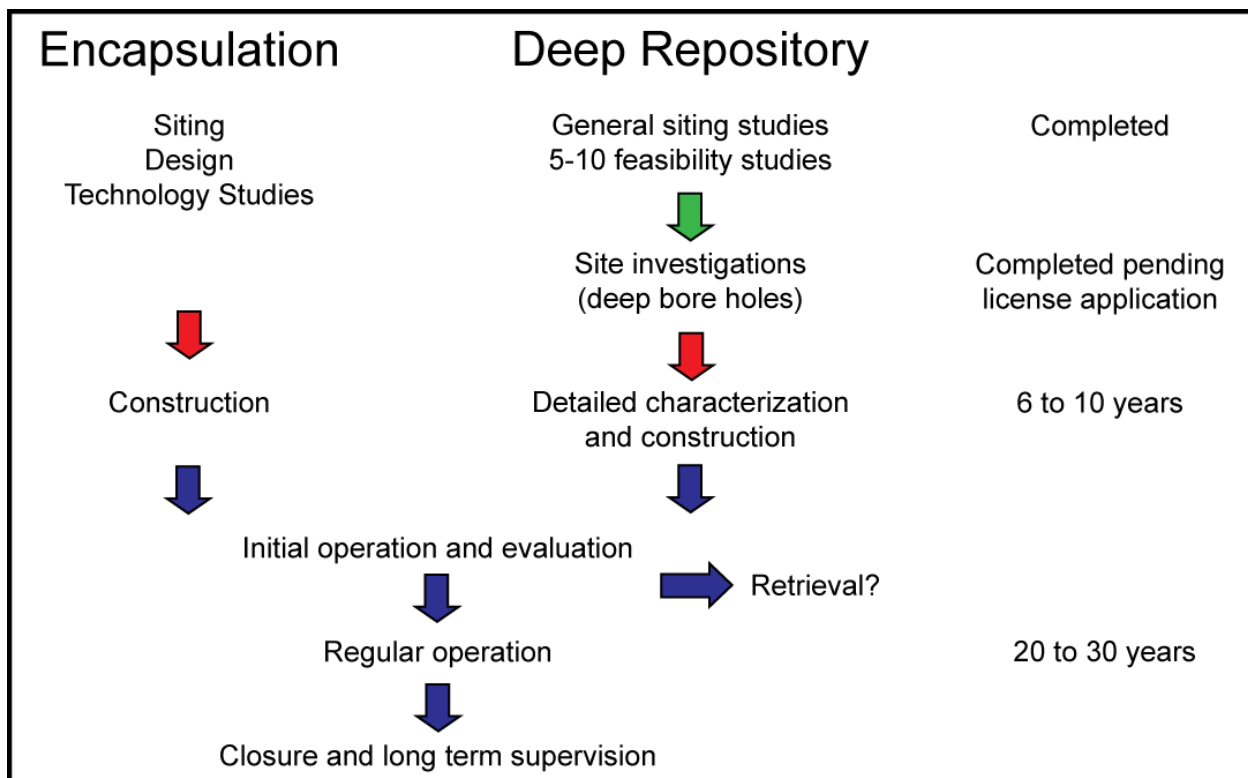 Encapsulation
Deep Repository
Siting
Design
Technology Studies
General siting studies
5-10 feasibility studies
Completed
Site investigations
(deep bore holes)
Completed pending
license application
Construction
Detailed characterization
and construction
6 to 10 years
Initial operation and evaluation
Retrieval?
Regular operation
20 to 30 years
Closure and long term supervision